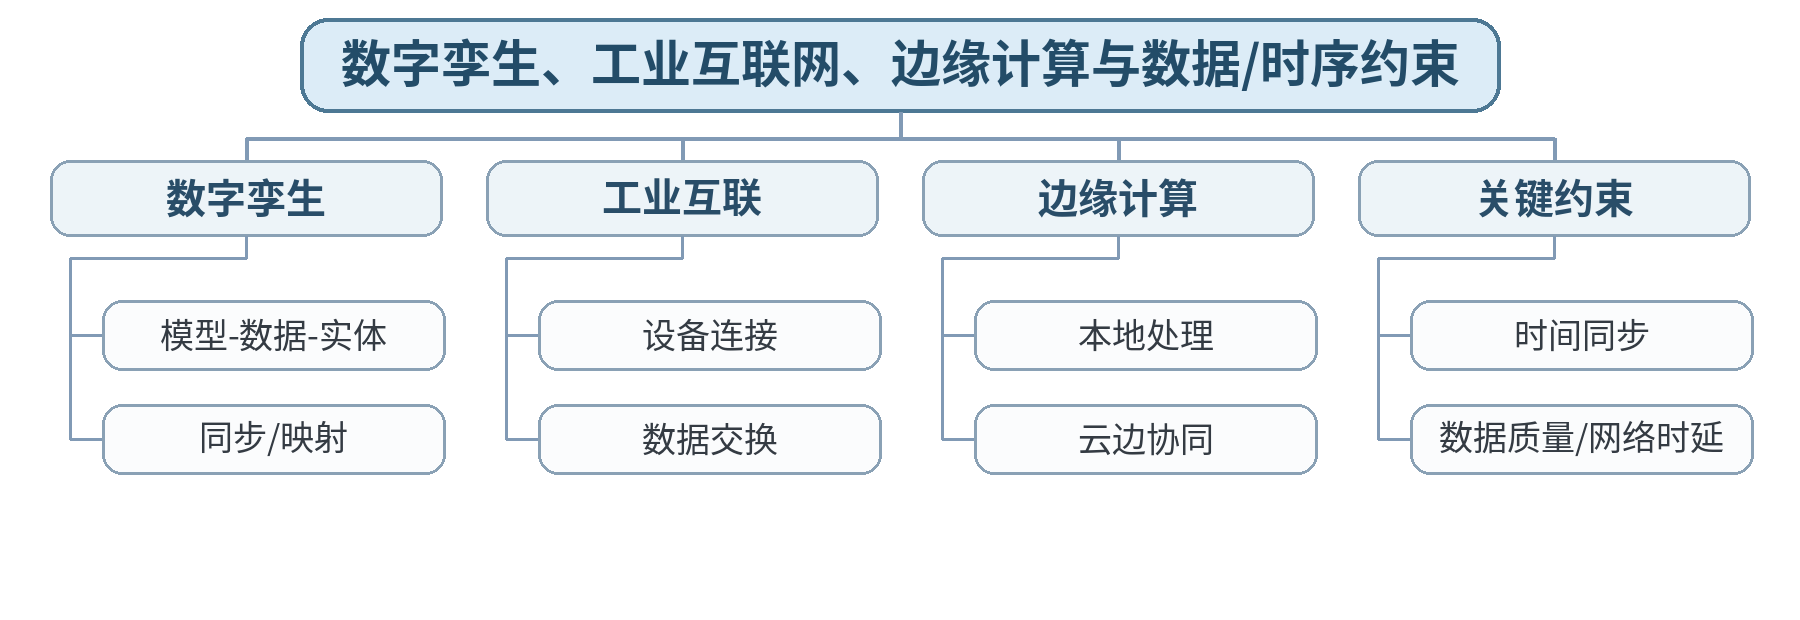 数字孪生、工业互联网、边缘计算与数据/时序约束
数字孪生
工业互联
边缘计算
关键约束
模型-数据-实体
设备连接
本地处理
时间同步
同步/映射
数据交换
云边协同
数据质量/网络时延